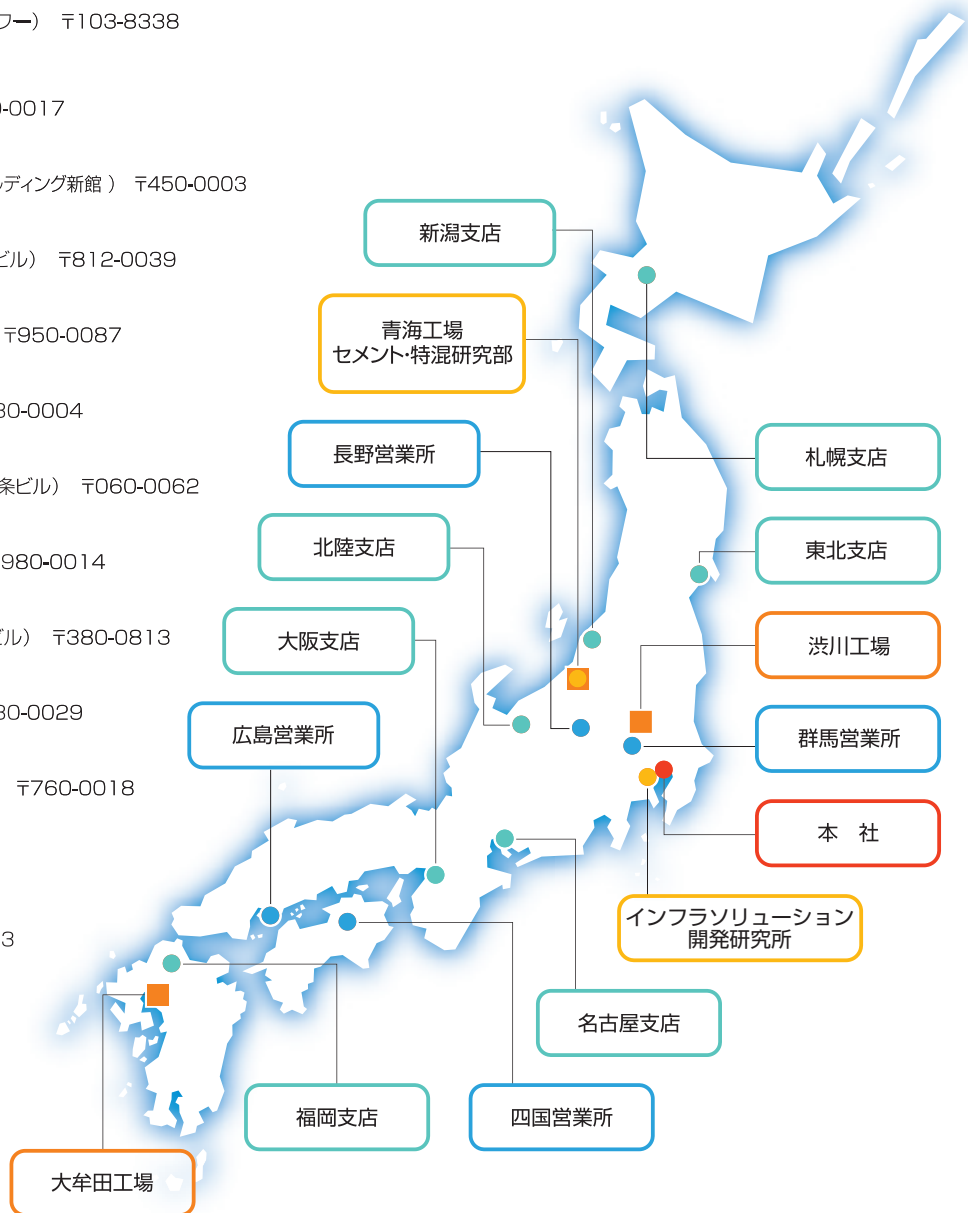 ワー） 〒103-8338
-0017
ルディング新館 ） 〒450-0003
ビル） 〒812-0039
〒950-0087
30-0004
条ビル） 〒060-0062
980-0014
ビル） 〒380-0813
30-0029
〒760-0018
3
新潟支店
青海工場
セメント・特混研究部
長野営業所
北陸支店
大阪支店
広島営業所
札幌支店
東北支店
渋川工場
群馬営業所
本 社
インフラソリューション
開発研究所
名古屋支店
四国営業所
福岡支店
大牟田工場